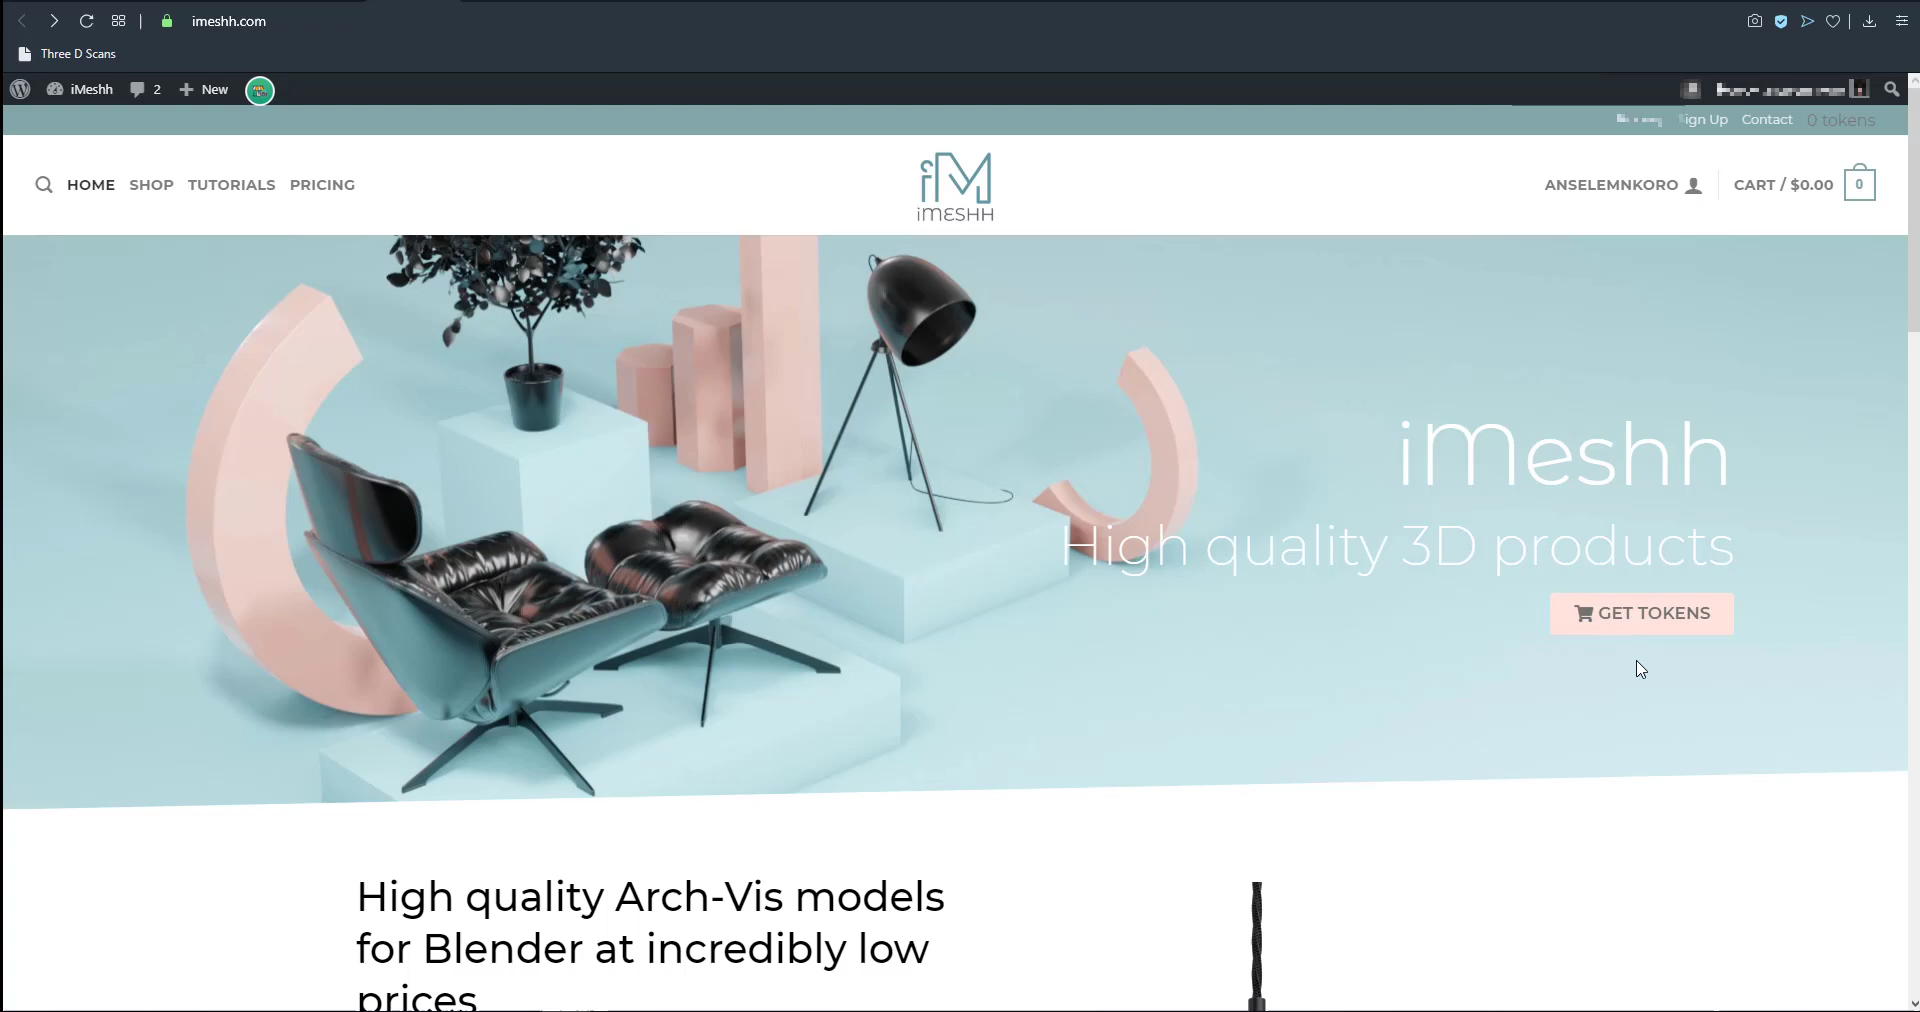 imeshh.com
Three D Scans
iMeshh 2 New
ign Up Contact 0 tokens
HOME SHOP TUTORIALS PRICING
iMESHH
ANSELEMNKORO CART / $0.00 0
iMeshh
High quality 3D products
GET TOKENS
High quality Arch-Vis models
for Blender at incredibly low
prices